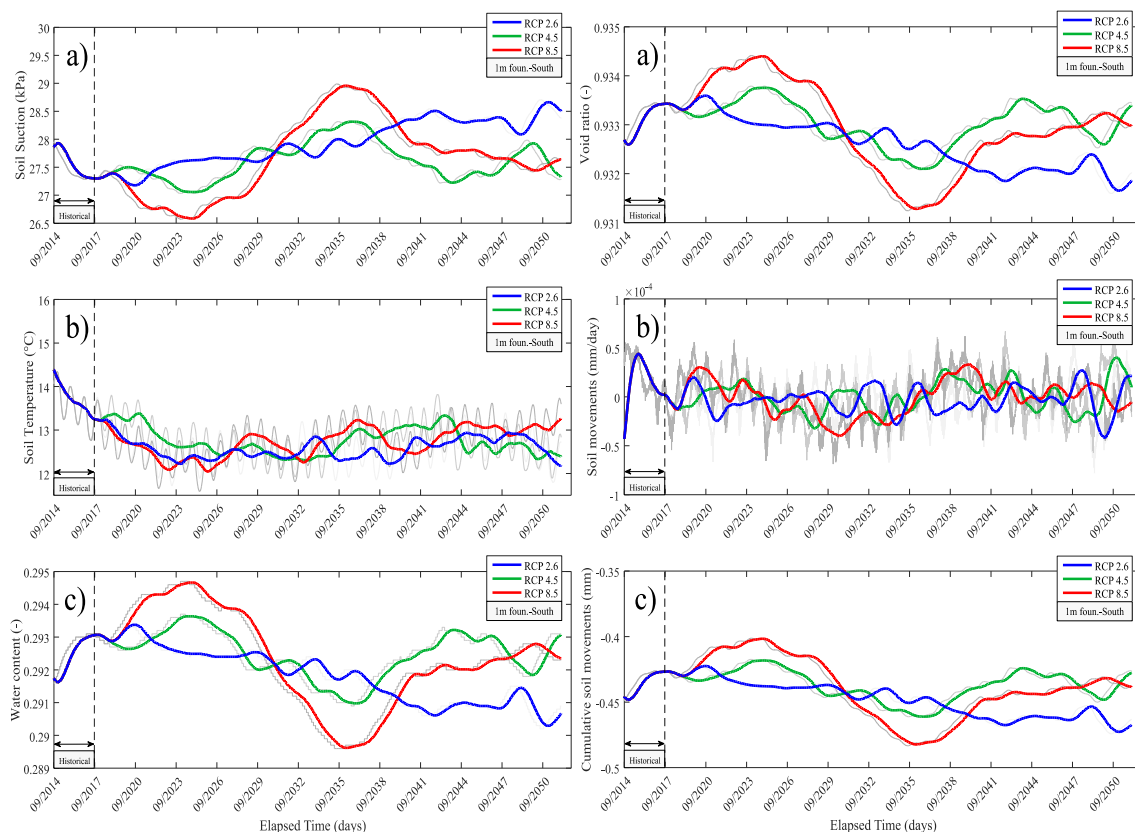 a)
Soil Suction (kPa)
30
29.5
29
28.5
28
27.5
27
26.5
RCP 2.6
RCP 4.5
RCP 8.5
1m foun.-South
Historical
09/2014
09/2017
09/2020
09/2023
09/2026
09/2029
09/2032
09/2035
09/2038
09/2041
09/2044
09/2047
09/2050
a)
Void ratio (-)
0.935
0.934
0.933
0.932
0.931
RCP 2.6
RCP 4.5
RCP 8.5
1m foun.-South
Historical
09/2014
09/2017
09/2020
09/2023
09/2026
09/2029
09/2032
09/2035
09/2038
09/2041
09/2044
09/2047
09/2050
b)
Soil Temperature (°C)
16
15
14
13
12
RCP 2.6
RCP 4.5
RCP 8.5
1m foun.-South
Historical
09/2014
09/2017
09/2020
09/2023
09/2026
09/2029
09/2032
09/2035
09/2038
09/2041
09/2044
09/2047
09/2050
b)
Soil movements (mm/day)
×10⁻⁴
1
0.5
0
-0.5
-1
RCP 2.6
RCP 4.5
RCP 8.5
1m foun.-South
Historical
09/2014
09/2017
09/2020
09/2023
09/2026
09/2029
09/2032
09/2035
09/2038
09/2041
09/2044
09/2047
09/2050
c)
Water content (-)
0.295
0.294
0.293
0.292
0.291
0.29
0.289
RCP 2.6
RCP 4.5
RCP 8.5
1m foun.-South
Historical
09/2014
09/2017
09/2020
09/2023
09/2026
09/2029
09/2032
09/2035
09/2038
09/2041
09/2044
09/2047
09/2050
Elapsed Time (days)
c)
Cumulative soil movements (mm)
-0.35
-0.4
-0.45
-0.5
RCP 2.6
RCP 4.5
RCP 8.5
1m foun.-South
Historical
09/2014
09/2017
09/2020
09/2023
09/2026
09/2029
09/2032
09/2035
09/2038
09/2041
09/2044
09/2047
09/2050
Elapsed Time (days)